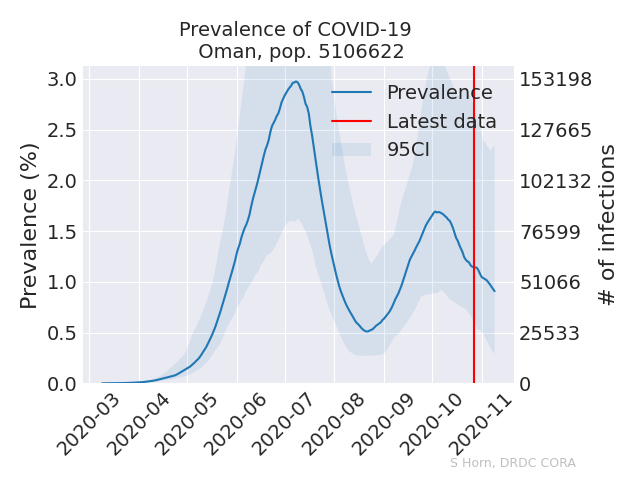 Prevalence of COVID-19
Oman, pop. 5106622
Prevalence (%)
3.0
2.5
2.0
1.5
1.0
0.5
0.0
Prevalence
Latest data
95CI
153198
127665
102132
76599
51066
25533
0
# of infections
2020-03
2020-04
2020-05
2020-06
2020-07
2020-08
2020-09
2020-10
2020-11
S Horn, DRDC CORA